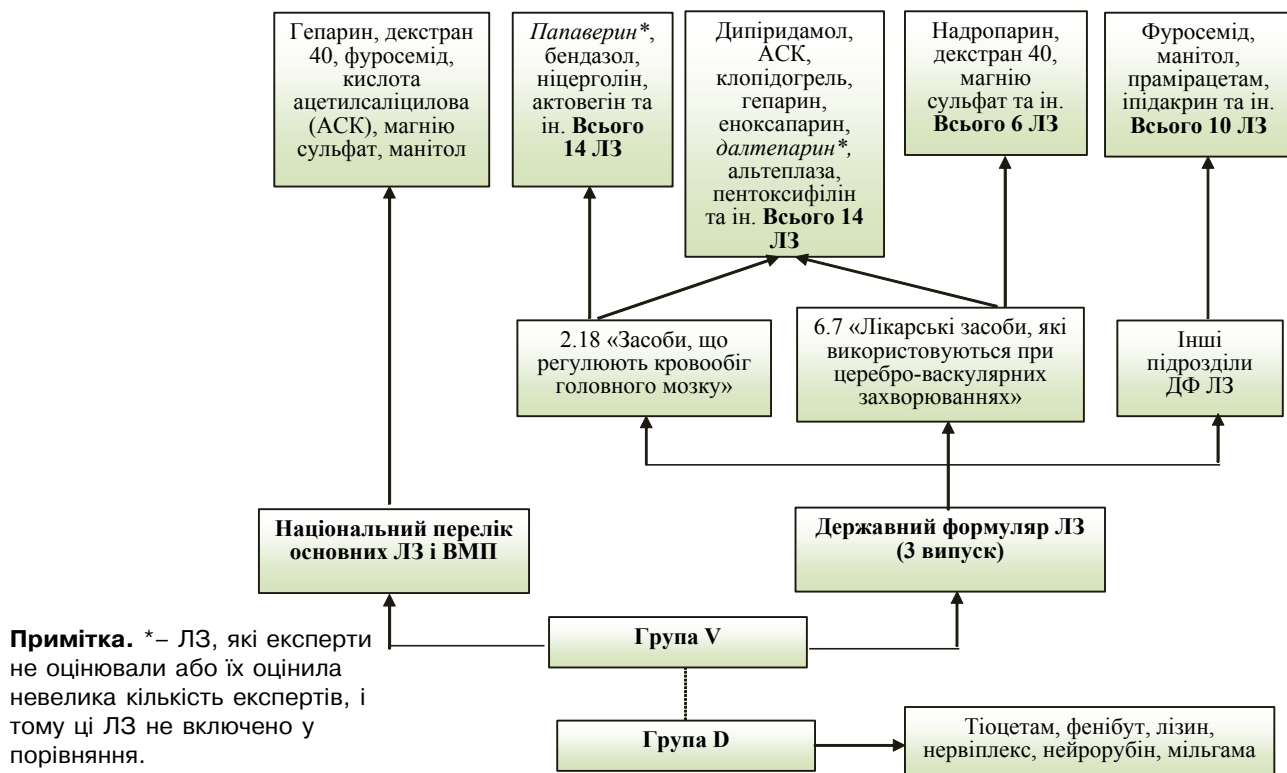 Гепарин, декстран
40, фуросемід,
кислота
ацетилсаліцилова
(АСК), магнію
сульфат, манітол
Папаверин*,
бендазол,
ніцерголін,
актовегін та
ін. Всього
14 ЛЗ
Дипіридамол,
АСК,
клопідогрель,
гепарин,
еноксапарин,
далтепарин*,
альтеплаза,
пентоксифілін
та ін. Всього 14
ЛЗ
Надропарин,
декстран 40,
магнію
сульфат та ін.
Всього 6 ЛЗ
Фуросемід,
манітол,
прамірацетам,
іпідакрин та ін.
Всього 10 ЛЗ
2.18 «Засоби, що
регулюють кровообіг
головного мозку»
6.7 «Лікарські засоби, які
використовуються при
церебро-васкулярних
захворюваннях»
Інші
підрозділи
ДФ ЛЗ
Національний перелік
основних ЛЗ і ВМП
Державний формуляр ЛЗ
(3 випуск)
Група V
Група D
Тіоцетам, фенібут, лізин,
нервіплекс, нейрорубін, мільгама
Примітка. *– ЛЗ, які експерти
не оцінювали або їх оцінила
невелика кількість експертів, і
тому ці ЛЗ не включено у
порівняння.